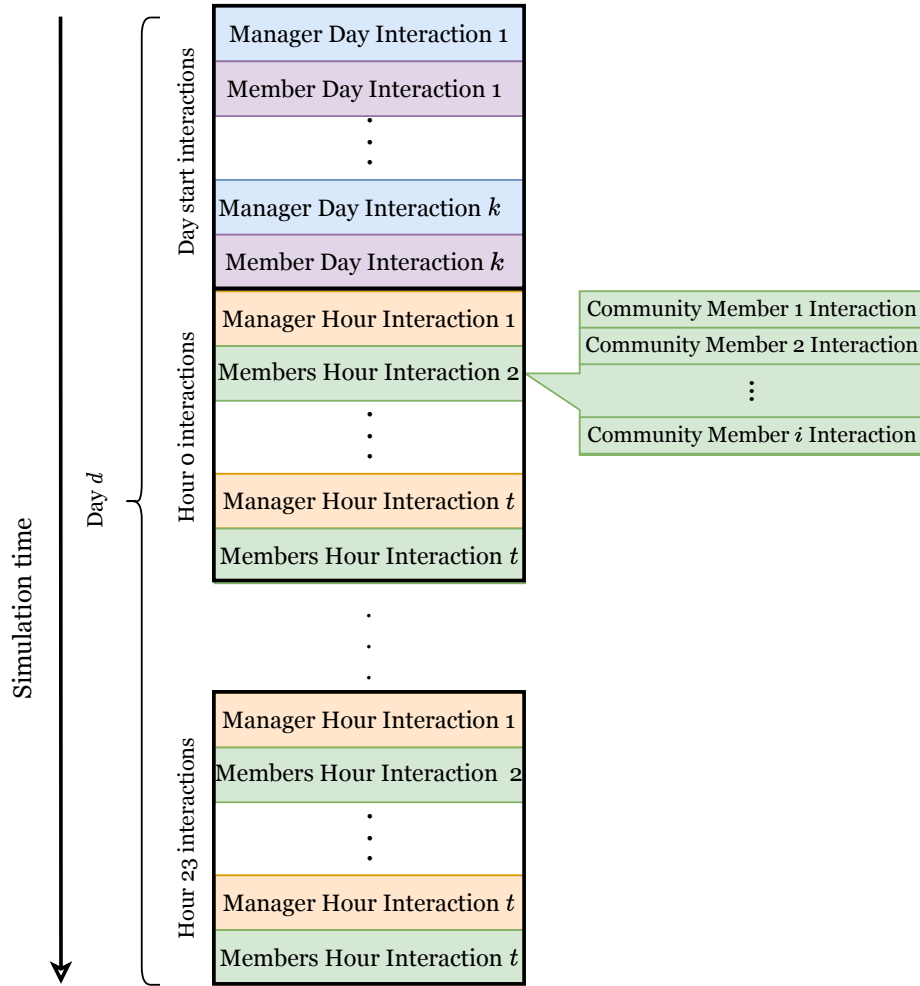 Simulation time
Day d
Day start interactions
Manager Day Interaction 1
Member Day Interaction 1
Manager Day Interaction k
Member Day Interaction k
Hour 0 interactions
Manager Hour Interaction 1
Members Hour Interaction 2
Manager Hour Interaction t
Members Hour Interaction t
Community Member 1 Interaction
Community Member 2 Interaction
Community Member i Interaction
Hour 23 interactions
Manager Hour Interaction 1
Members Hour Interaction 2
Manager Hour Interaction t
Members Hour Interaction t